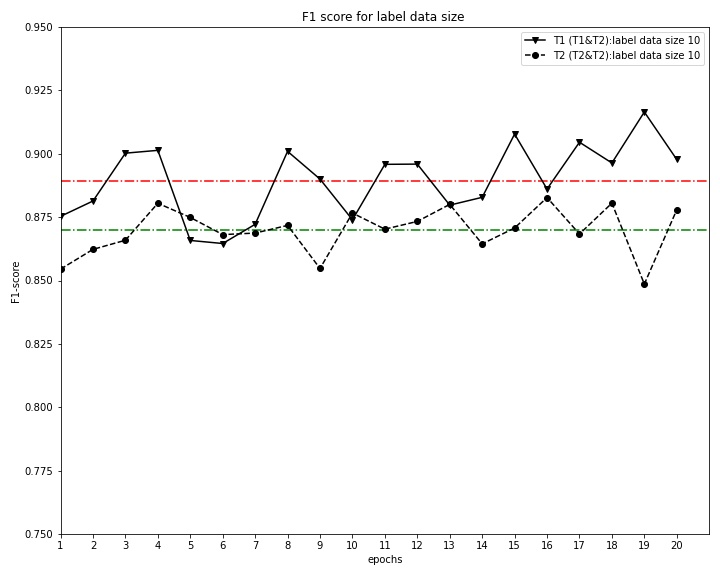 F1 score for label data size
T1 (T1&T2):label data size 10
T2 (T2&T2):label data size 10
0.950
0.925
0.900
0.875
0.850
0.825
0.800
0.775
0.750
F1-score
1 2 3 4 5 6 7 8 9 10 11 12 13 14 15 16 17 18 19 20
epochs